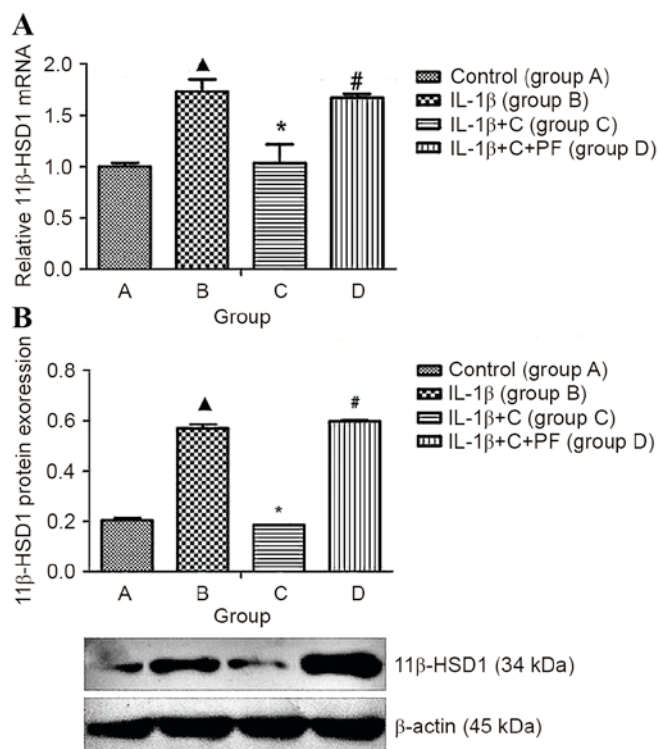 A
Relative 11β-HSD1 mRNA
2.0
1.5
1.0
0.5
0.0
▲
*
#
A B C D
Group
Control (group A)
IL-1β (group B)
IL-1β+C (group C)
IL-1β+C+PF (group D)
B
11β-HSD1 protein exoression
0.8
0.6
0.4
0.2
0.0
▲
*
#
A B C D
Group
Control (group A)
IL-1β (group B)
IL-1β+C (group C)
IL-1β+C+PF (group D)
11β-HSD1 (34 kDa)
β-actin (45 kDa)